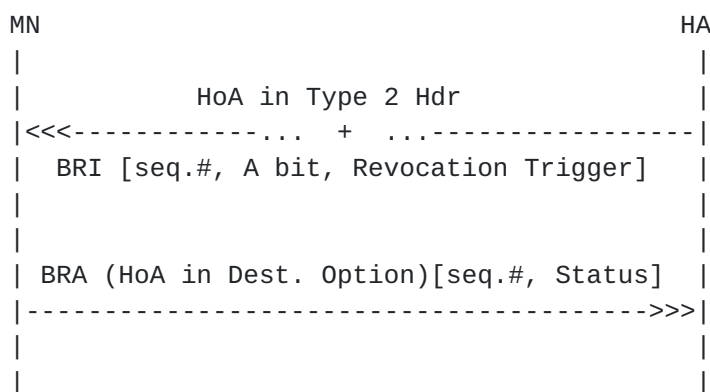 MN                                         HA
|                                           |
|           HoA in Type 2 Hdr               |
|<<<------------...  +  ...-----------------|
|  BRI [seq.#, A bit, Revocation Trigger]   |
|                                           |
|                                           |
| BRA (HoA in Dest. Option)[seq.#, Status]  |
|---------------------------------------->>>|
|                                           |
|                                           |